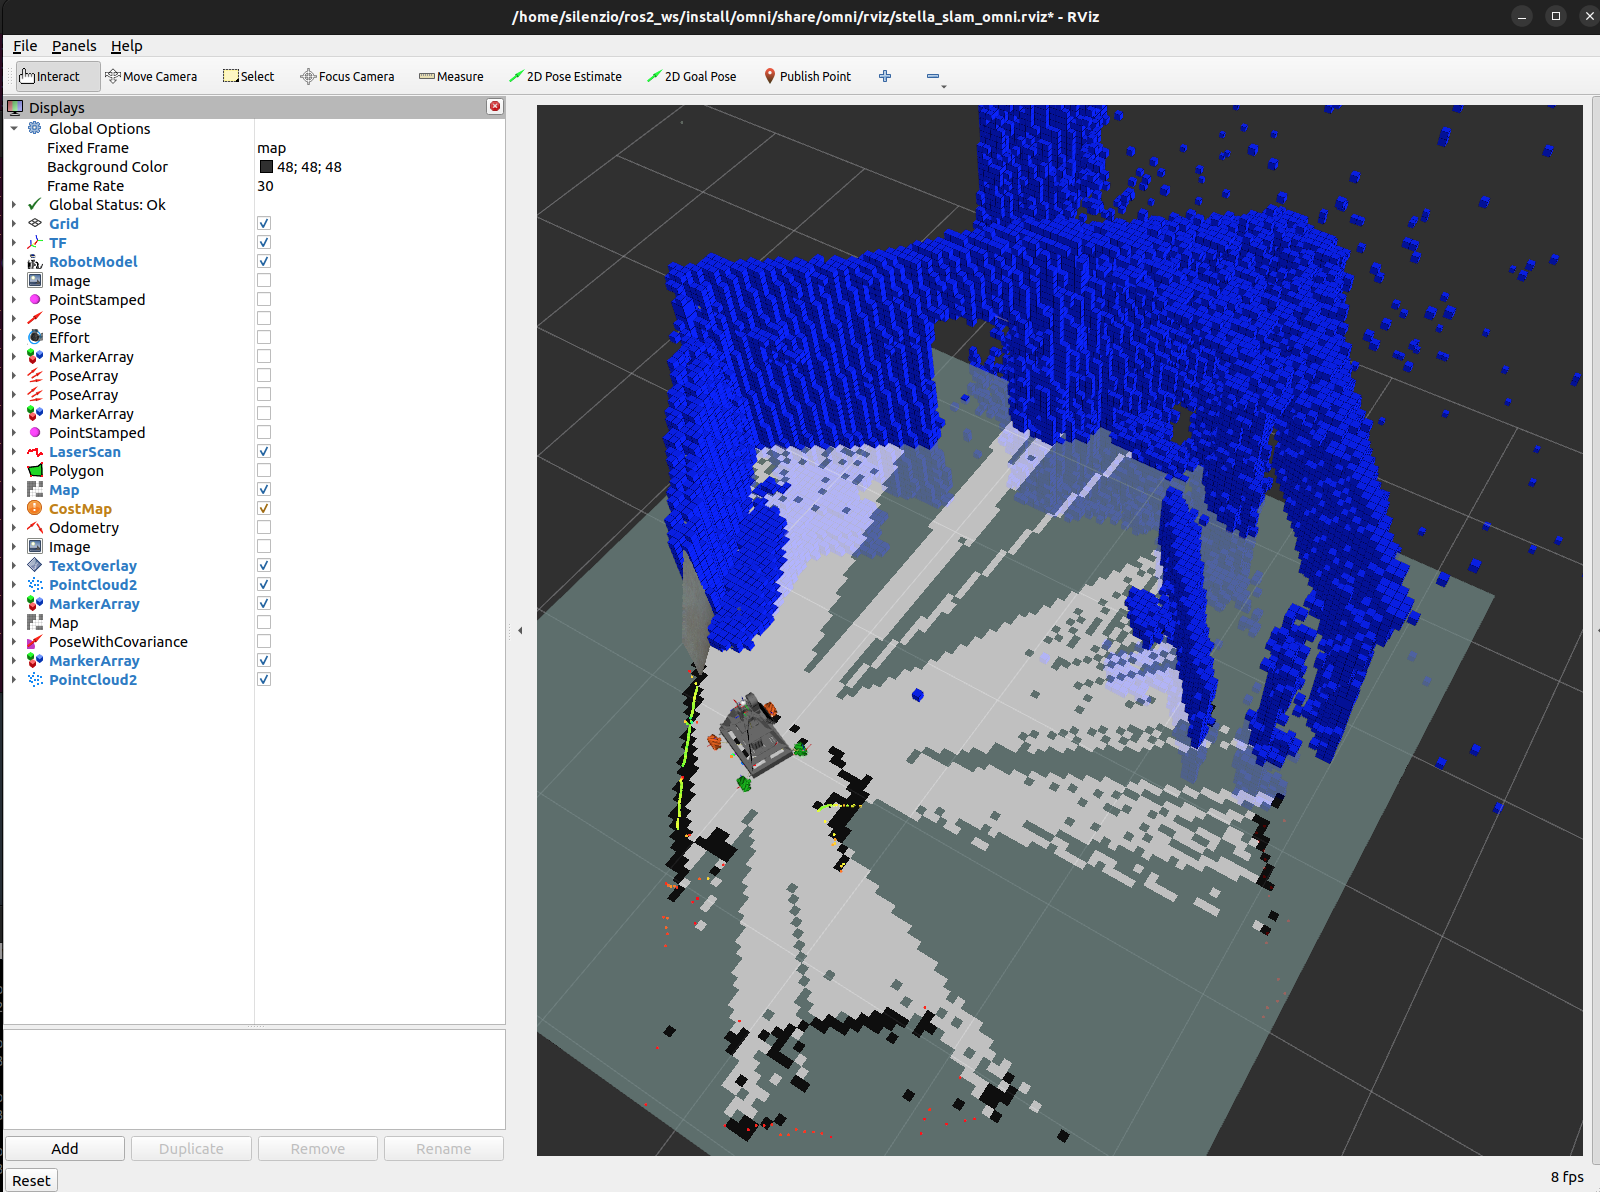 /home/silenzio/ros2_ws/install/omni/share/omni/rviz/stella_slam_omni.rviz* - RViz
File Panels Help
Interact Move Camera Select Focus Camera Measure 2D Pose Estimate 2D Goal Pose Publish Point
Displays
Global Options
Fixed Frame map
Background Color 48; 48; 48
Frame Rate 30
Global Status: Ok
Grid
TF
RobotModel
Image
PointStamped
Pose
Effort
MarkerArray
PoseArray
PoseArray
MarkerArray
PointStamped
LaserScan
Polygon
Map
CostMap
Odometry
Image
TextOverlay
PointCloud2
MarkerArray
Map
PoseWithCovariance
MarkerArray
PointCloud2
Add Duplicate Remove Rename
Reset
8 fps